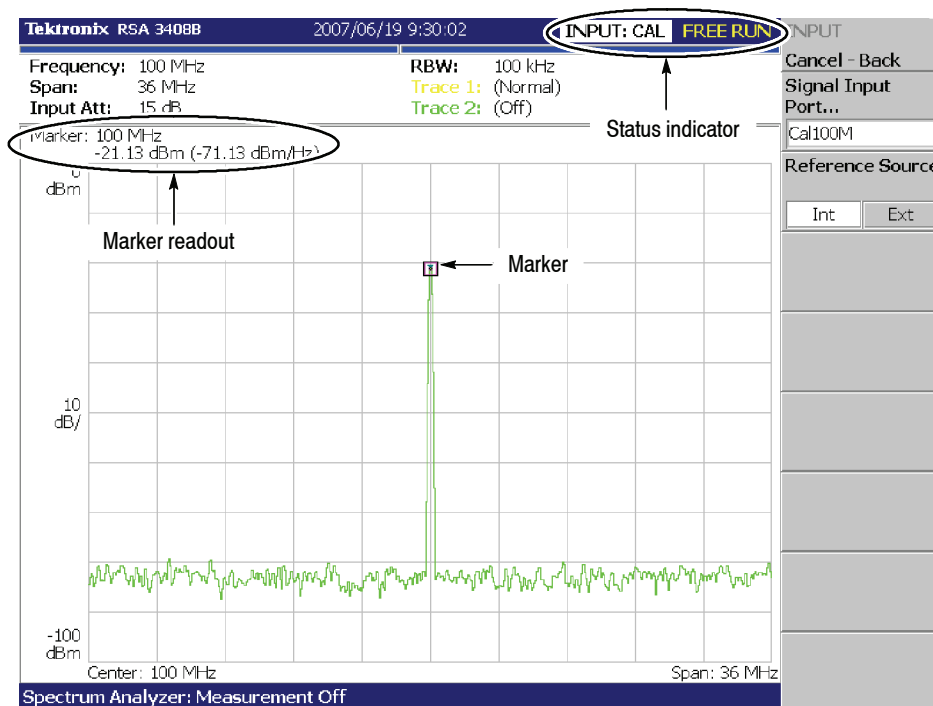 Tektronix RSA 3408B 2007/06/19 9:30:02 INPUT: CAL FREE RUN INPUT
Frequency: 100 MHz RBW: 100 kHz Cancel - Back
Span: 36 MHz Trace 1: (Normal) Signal Input
Input Att: 15 dB Trace 2: (Off) Port...
Marker: 100 MHz Status indicator Cal100M
-21.13 dBm (-71.13 dBm/Hz)
0
dBm
Reference Source
Int Ext
Marker readout
Marker
10
dB/
-100
dBm
Center: 100 MHz Span: 36 MHz
Spectrum Analyzer: Measurement Off